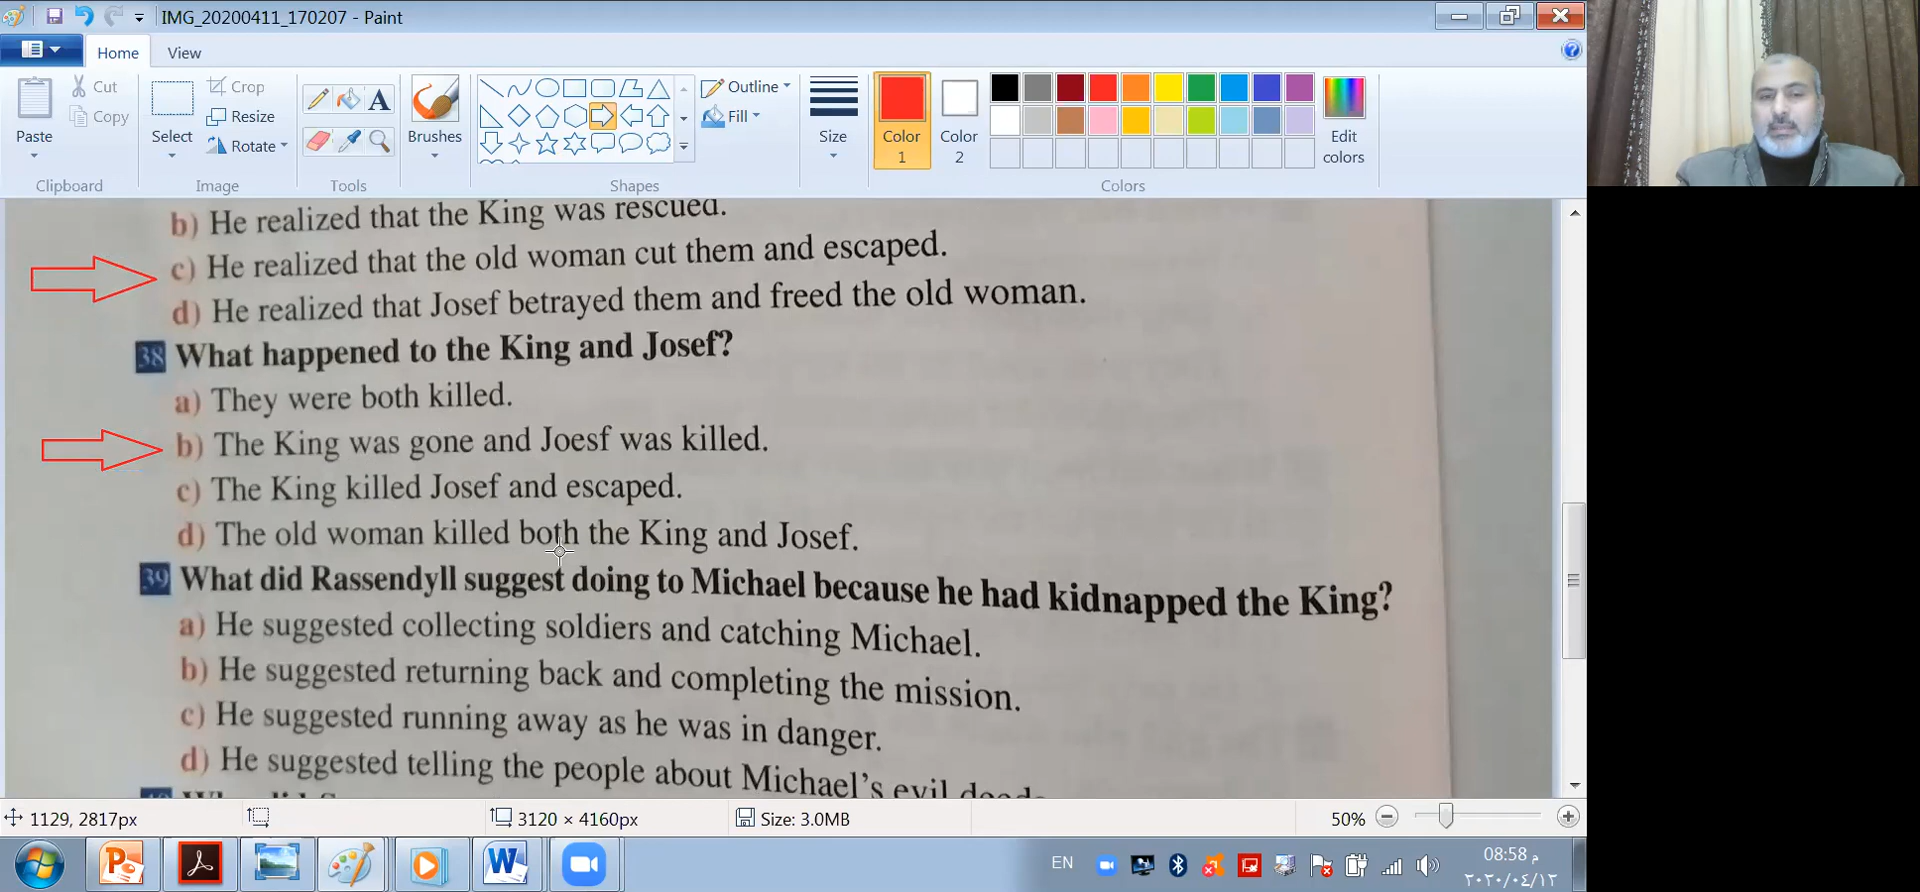 IMG_20200411_170207 - Paint
Home
View
Paste
Cut
Copy
Clipboard
Select
Crop
Resize
Rotate
Image
A
Tools
Brushes
Shapes
Outline
Fill
Size
Color 1
Color 2
Edit colors
Colors
b) He realized that the King was rescued.
c) He realized that the old woman cut them and escaped.
d) He realized that Josef betrayed them and freed the old woman.
38 What happened to the King and Josef?
a) They were both killed.
b) The King was gone and Joesf was killed.
c) The King killed Josef and escaped.
d) The old woman killed both the King and Josef.
39 What did Rassendyll suggest doing to Michael because he had kidnapped the King?
a) He suggested collecting soldiers and catching Michael.
b) He suggested returning back and completing the mission.
c) He suggested running away as he was in danger.
d) He suggested telling the people about Michael's evil deeds
1129, 2817px
3120 × 4160px
Size: 3.0MB
50%
EN
08:58 م
٢٠٢٠/٠٤/١٢